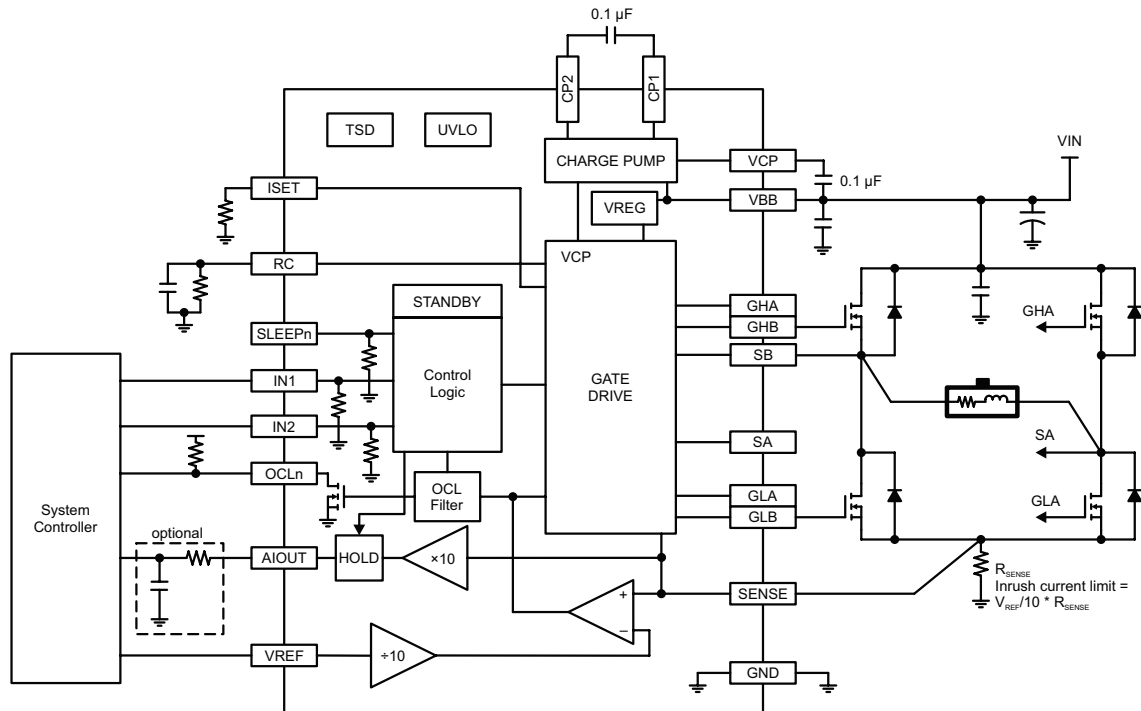 0.1 µF
CP2
CP1
TSD
UVLO
CHARGE PUMP
VCP
VIN
0.1 µF
ISET
VREG
VBB
RC
VCP
STANDBY
GHA
GHB
GHA
SLEEPn
SB
System
Controller
IN1
Control
Logic
GATE
DRIVE
IN2
SA
SA
OCLn
OCL
Filter
GLA
GLB
GLA
optional
AIOUT
HOLD
×10
SENSE
+
–
RSENSE
Inrush current limit =
VREF/10 * RSENSE
VREF
÷10
GND